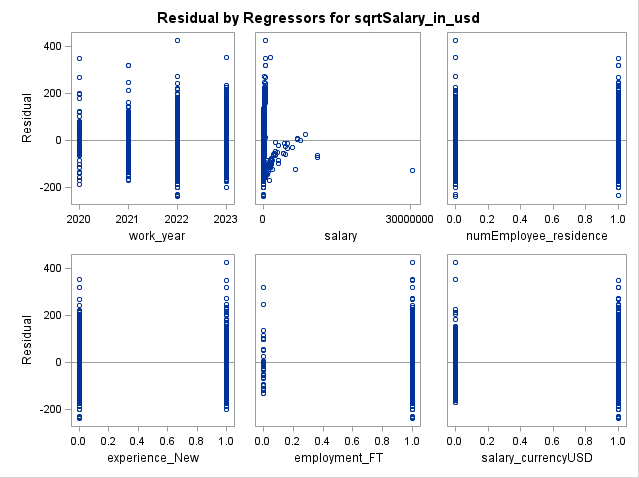 Residual by Regressors for sqrtSalary_in_usd
400
200
0
-200
Residual
2020 2021 2022 2023
work_year
0 30000000
salary
0.0 0.2 0.4 0.6 0.8 1.0
numEmployee_residence
400
200
0
-200
Residual
0.0 0.2 0.4 0.6 0.8 1.0
experience_New
0.0 0.2 0.4 0.6 0.8 1.0
employment_FT
0.0 0.2 0.4 0.6 0.8 1.0
salary_currencyUSD